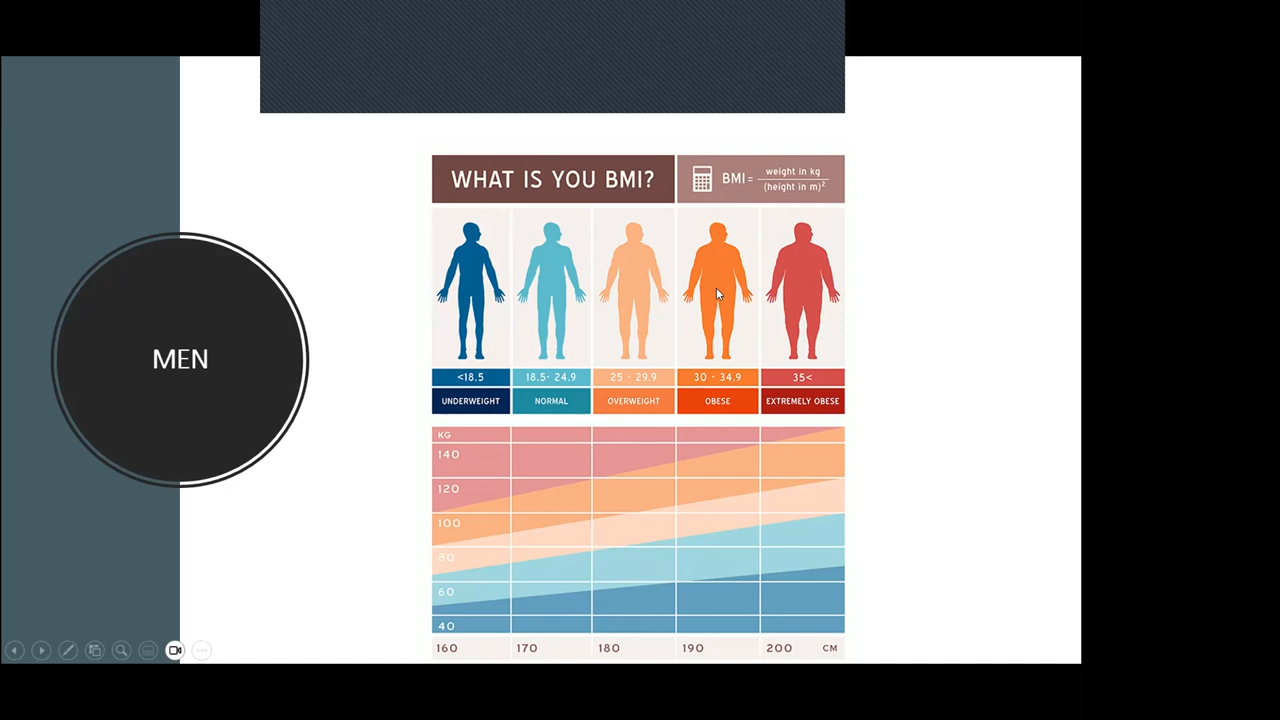 MEN
WHAT IS YOU BMI?
BMI = weight in kg
(height in m)²
<18.5 18.5- 24.9 25 - 29.9 30 - 34.9 35<
UNDERWEIGHT NORMAL OVERWEIGHT OBESE EXTREMELY OBESE
KG
140
120
100
80
60
40
160 170 180 190 200 CM